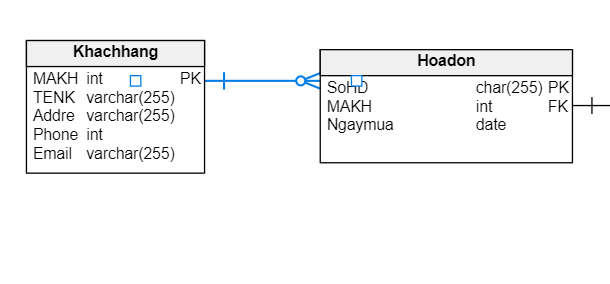 Khachhang
MAKH int PK
TENK varchar(255)
Addre varchar(255)
Phone int
Email varchar(255)
Hoadon
SoHD char(255) PK
MAKH int FK
Ngaymua date